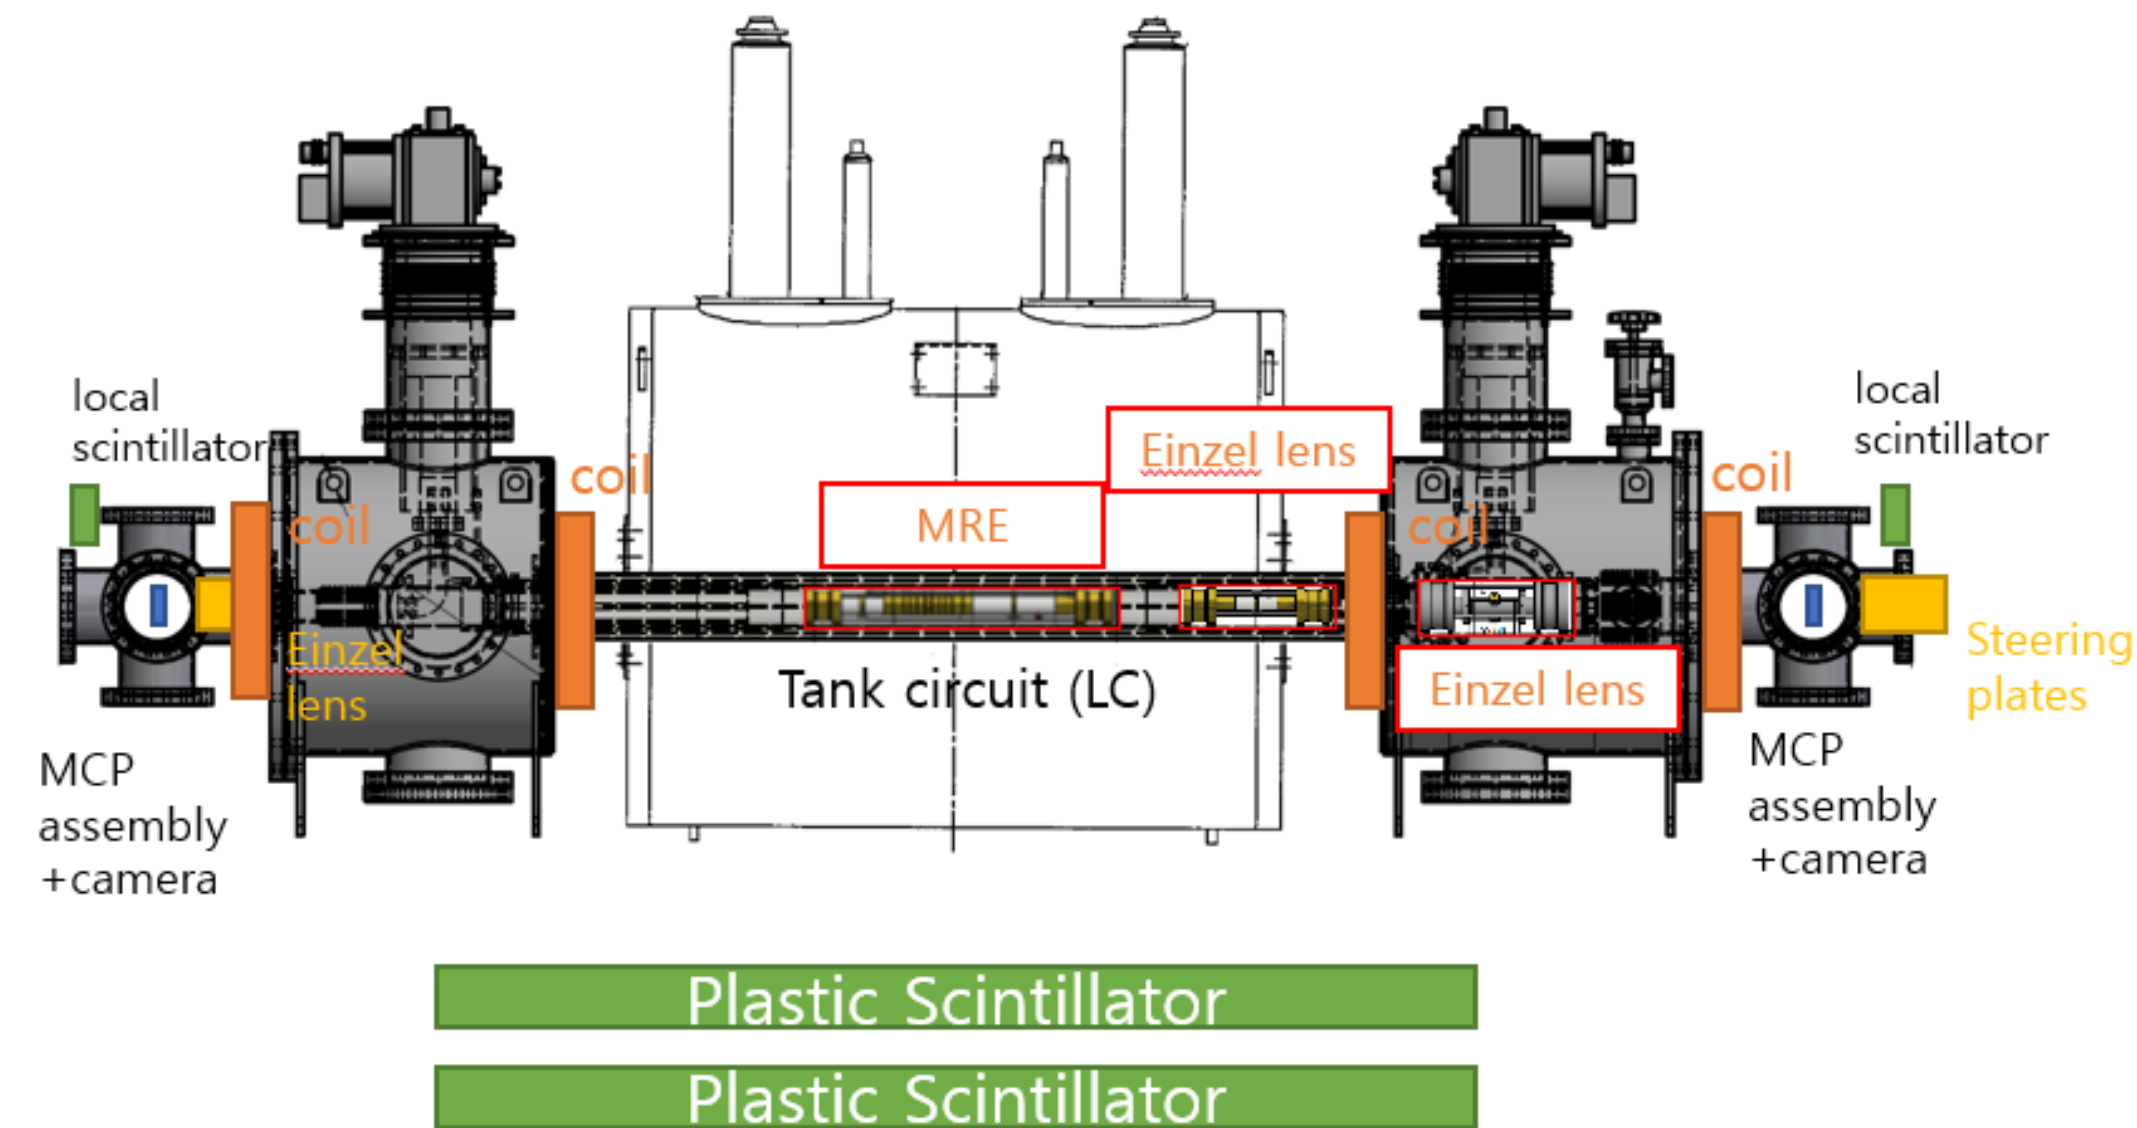 local
scintillator
coil
coil
Einzel lens
MRE
coil
coil
local
scintillator
Einzel
lens
Tank circuit (LC)
Einzel lens
Steering
plates
MCP
assembly
+camera
MCP
assembly
+camera
Plastic Scintillator
Plastic Scintillator